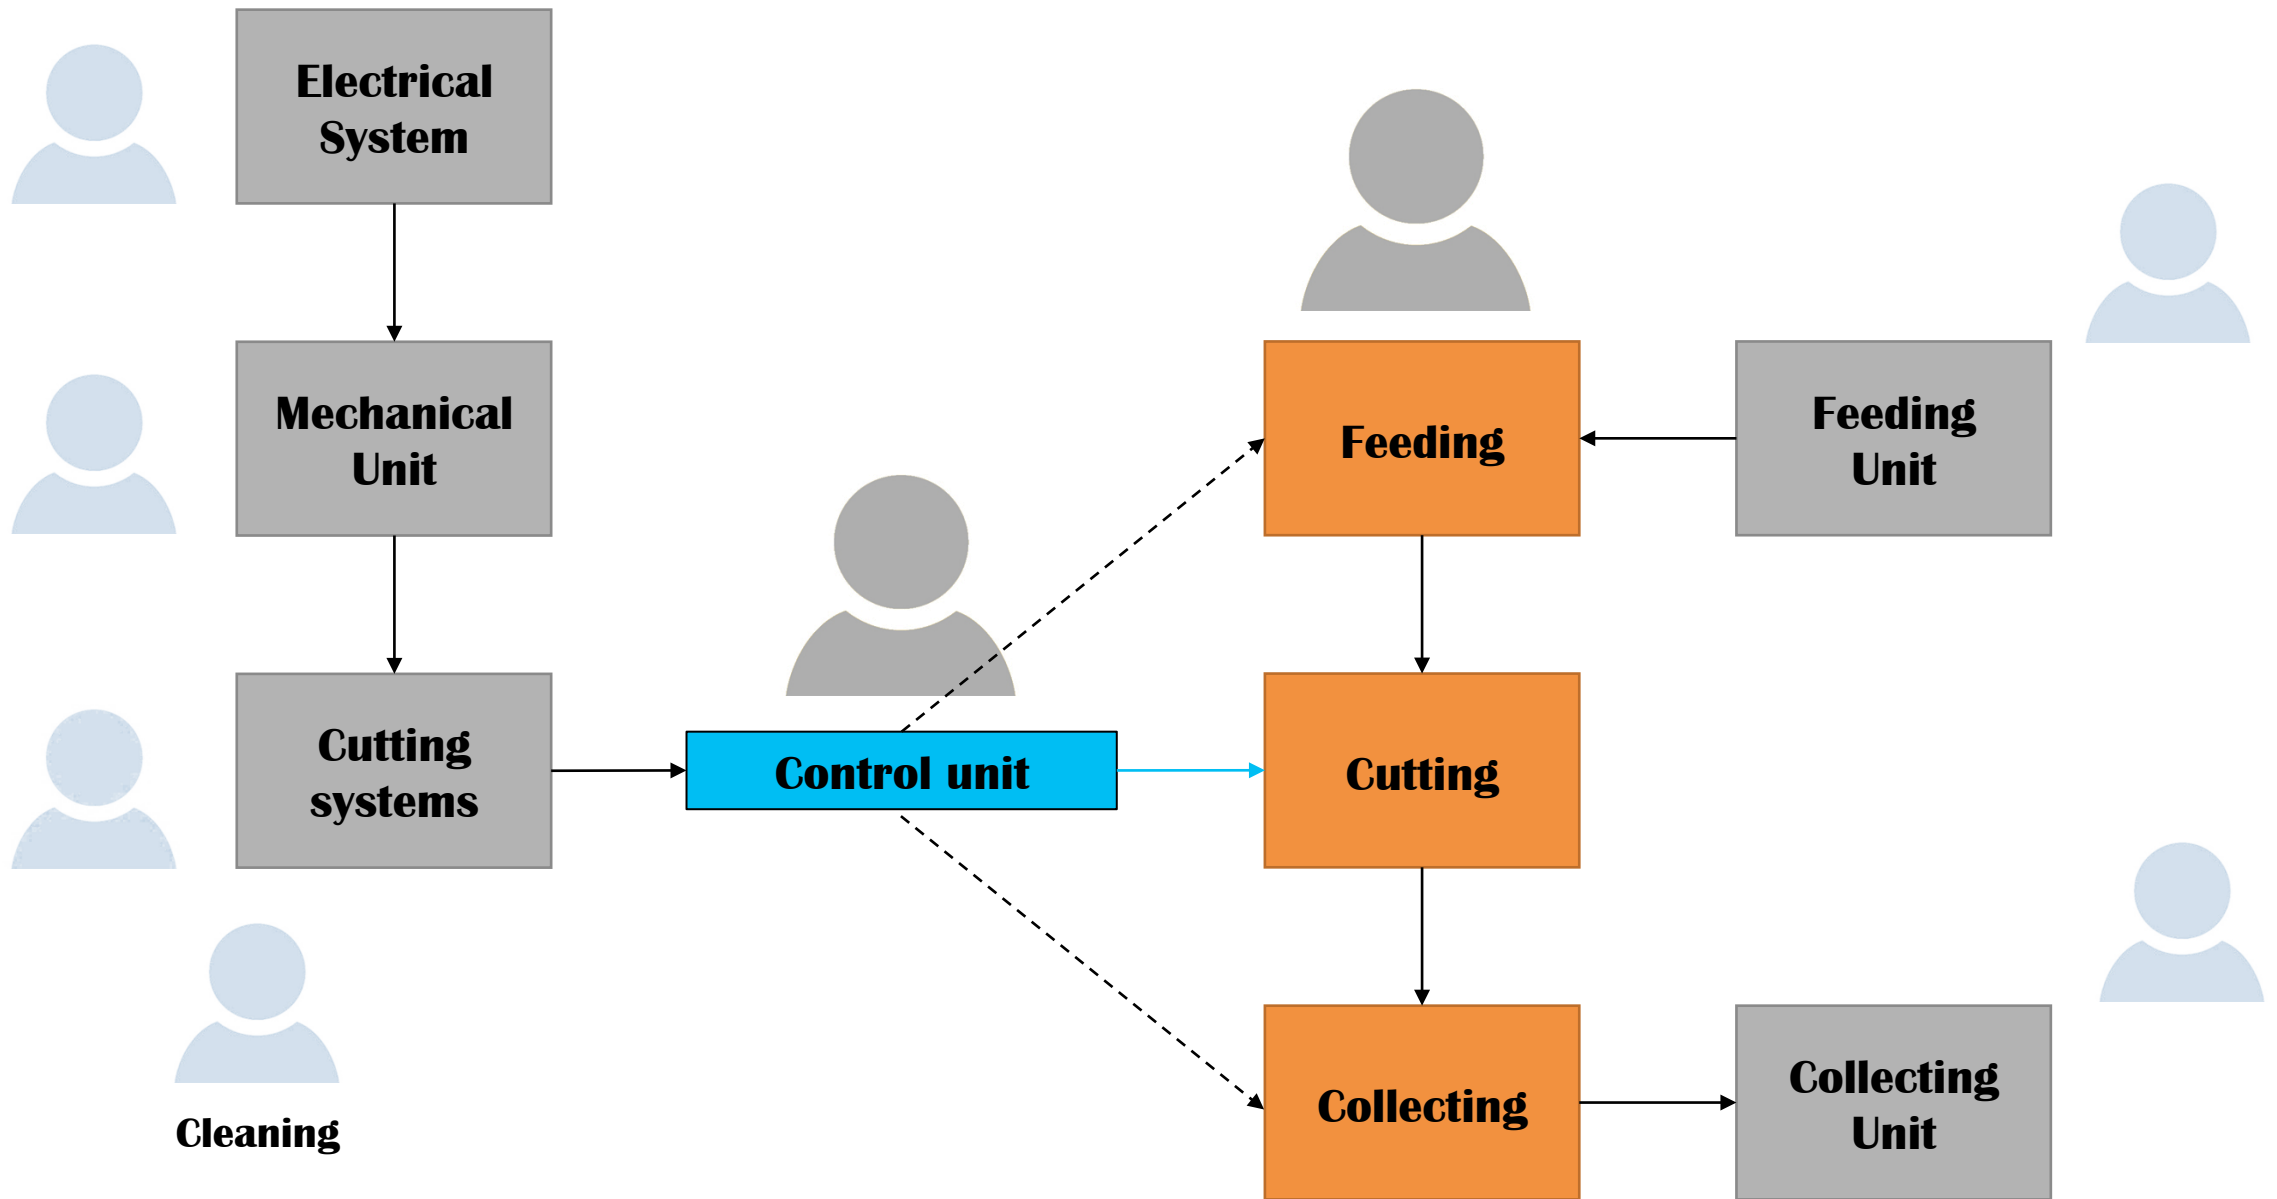 Electrical
System
Mechanical
Unit
Feeding
Feeding
Unit
Cutting
systems
Control unit
Cutting
Collecting
Collecting
Unit
Cleaning